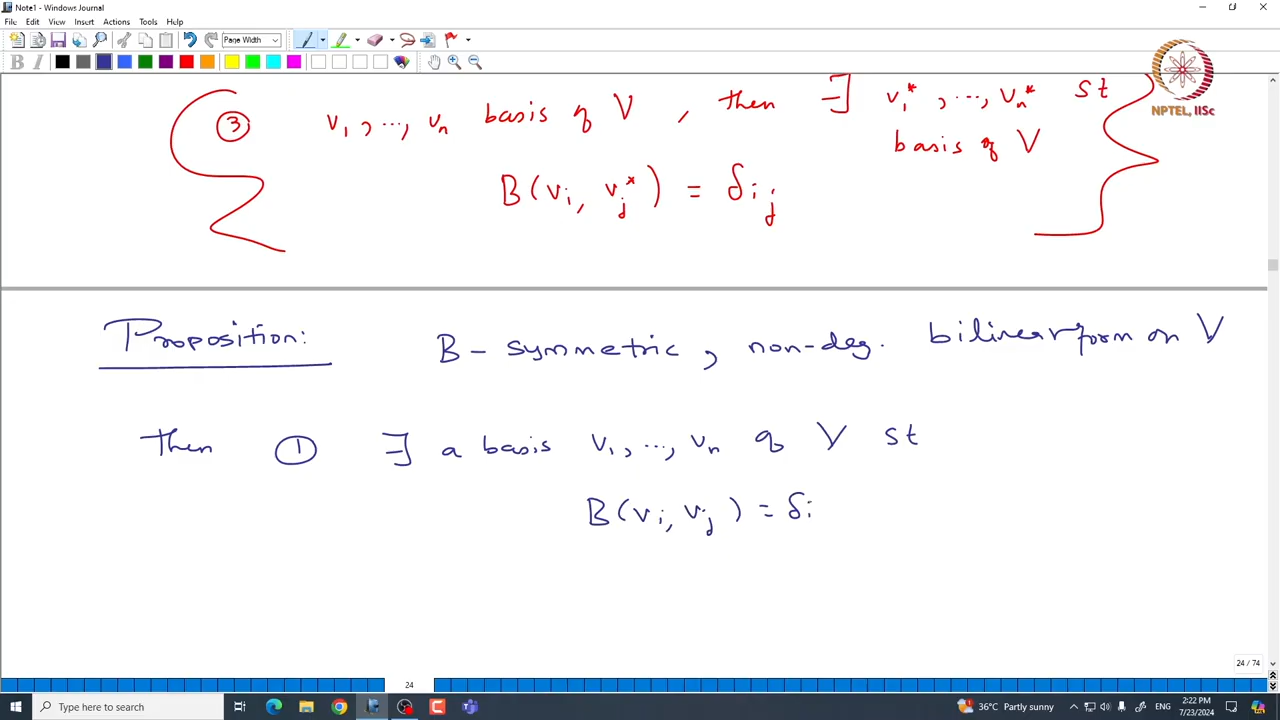 Note1 - Windows Journal
File Edit View Insert Actions Tools Help
Page Width
B I
NPTEL, IISc
③ v₁, ..., vₙ basis of V, then ∃ v₁*, ..., vₙ* st
basis of V
B(vᵢ, vⱼ*) = δᵢⱼ
Proposition: B - symmetric, non-deg. bilinear form on V
Then ① ∃ a basis v₁, ..., vₙ of V st
B(vᵢ, vⱼ) = δᵢ
24 / 74
24
Type here to search
36°C Partly sunny
2:22 PM
7/23/2024